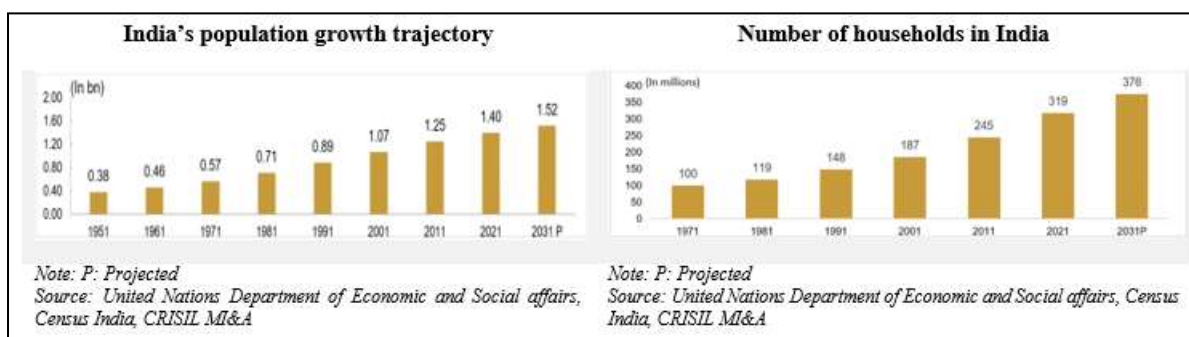 India's population growth trajectory
(In bn)
2.00
1.60
1.20
0.80
0.40
0.00
0.38
0.46
0.57
0.71
0.89
1.07
1.25
1.40
1.52
1951 1961 1971 1981 1991 2001 2011 2021 2031 P
Note: P: Projected
Source: United Nations Department of Economic and Social affairs,
Census India, CRISIL MI&A
Number of households in India
(In millions)
400
350
300
250
200
150
100
50
0
100
119
148
187
245
319
376
1971 1981 1991 2001 2011 2021 2031P
Note: P: Projected
Source: United Nations Department of Economic and Social affairs, Census
India, CRISIL MI&A